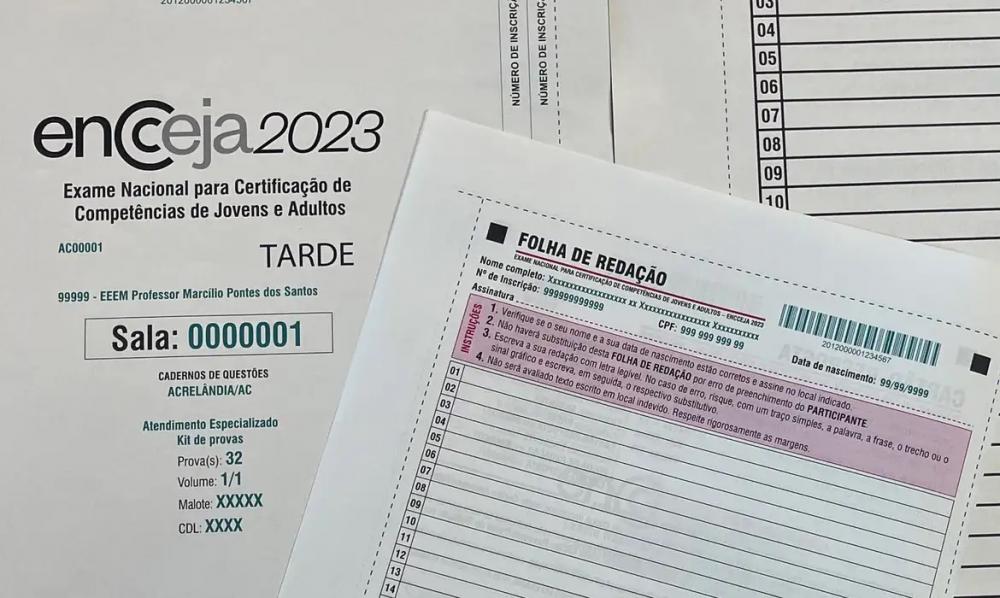 encceja2023
Exame Nacional para Certificação de
Competências de Jovens e Adultos
AC00001
TARDE
99999 - EEEM Professor Marcílio Pontes dos Santos
Sala: 0000001
CADERNOS DE QUESTÕES
ACRELÂNDIA/AC
Atendimento Especializado
Kit de provas
Prova(s): 32
Volume: 1/1
Malote: XXXXX
CDL: XXXX
NÚMERO DE INSCRIÇ
NÚMERO DE INSCRIÇ
03
04
05
06
07
08
09
10
FOLHA DE REDAÇÃO
EXAME NACIONAL PARA CERTIFICAÇÃO DE COMPETÊNCIAS DE JOVENS E ADULTOS - ENCCEJA 2023
Nome completo: Xxxxxxxxxxxxxxxxxx xx Xxxxxxxxxxxxxxxx Xxxxxxxxxx
Nº de Inscrição: 999999999999
CPF: 999 999 999 99
Assinatura
2012000001234567
Data de nascimento: 99/99/9999
INSTRUÇÕES
1. Verifique se o seu nome e a sua data de nascimento estão corretos e assine no local indicado.
2. Não haverá substituição desta FOLHA DE REDAÇÃO por erro de preenchimento do PARTICIPANTE.
3. Escreva a sua redação com letra legível. No caso de erro, risque, com um traço simples, a palavra, a frase, o trecho ou o
sinal gráfico e escreva, em seguida, o respectivo substitutivo.
4. Não será avaliado texto escrito em local indevido. Respeite rigorosamente as margens.
01
02
03
04
05
06
07
08
09
10
11
12
13
14